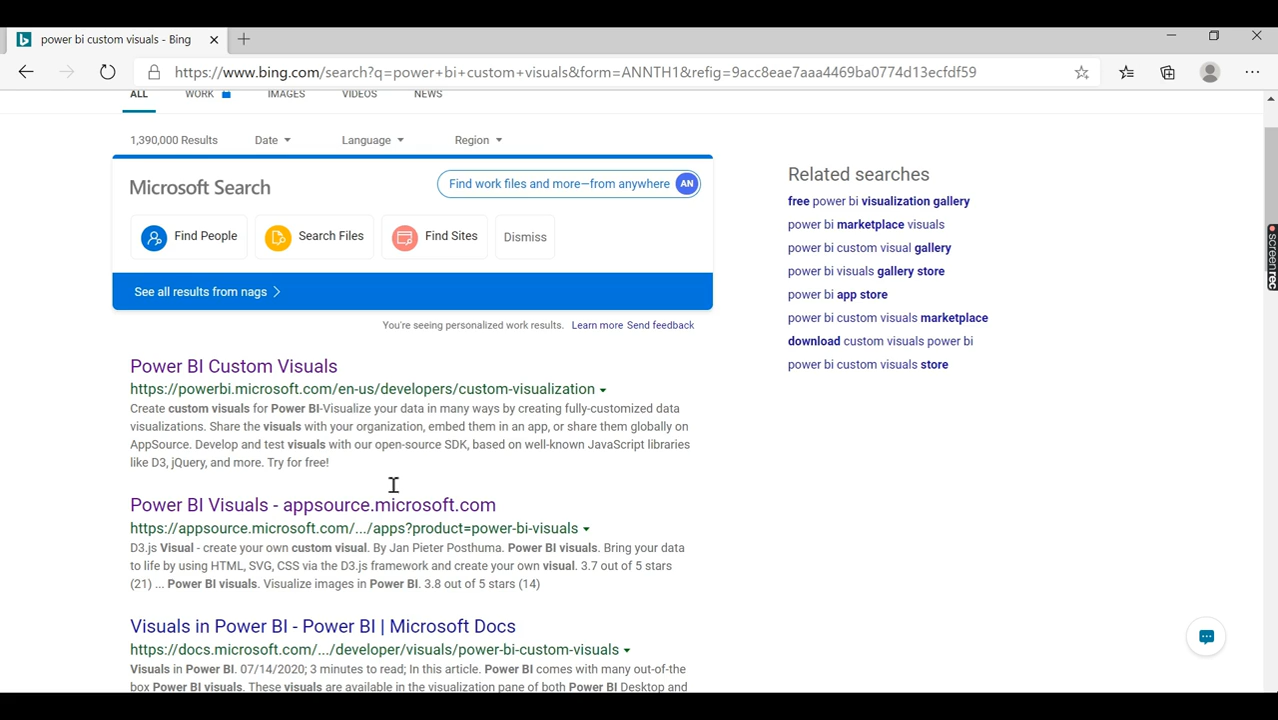 power bi custom visuals - Bing
https://www.bing.com/search?q=power+bi+custom+visuals&form=ANNTH1&refig=9acc8eae7aaa4469ba0774d13ecfdf59
ALL WORK IMAGES VIDEOS NEWS
1,390,000 Results Date Language Region
Microsoft Search
Find work files and more—from anywhere AN
Find People Search Files Find Sites Dismiss
See all results from nags
You're seeing personalized work results. Learn more Send feedback
Power BI Custom Visuals
https://powerbi.microsoft.com/en-us/developers/custom-visualization
Create custom visuals for Power BI-Visualize your data in many ways by creating fully-customized data
visualizations. Share the visuals with your organization, embed them in an app, or share them globally on
AppSource. Develop and test visuals with our open-source SDK, based on well-known JavaScript libraries
like D3, jQuery, and more. Try for free!
Power BI Visuals - appsource.microsoft.com
https://appsource.microsoft.com/.../apps?product=power-bi-visuals
D3.js Visual - create your own custom visual. By Jan Pieter Posthuma. Power BI visuals. Bring your data
to life by using HTML, SVG, CSS via the D3.js framework and create your own visual. 3.7 out of 5 stars
(21) ... Power BI visuals. Visualize images in Power BI. 3.8 out of 5 stars (14)
Visuals in Power BI - Power BI | Microsoft Docs
https://docs.microsoft.com/.../developer/visuals/power-bi-custom-visuals
Visuals in Power BI. 07/14/2020; 3 minutes to read; In this article. Power BI comes with many out-of-the
box Power BI visuals. These visuals are available in the visualization pane of both Power BI Desktop and
Related searches
free power bi visualization gallery
power bi marketplace visuals
power bi custom visual gallery
power bi visuals gallery store
power bi app store
power bi custom visuals marketplace
download custom visuals power bi
power bi custom visuals store
screenrec